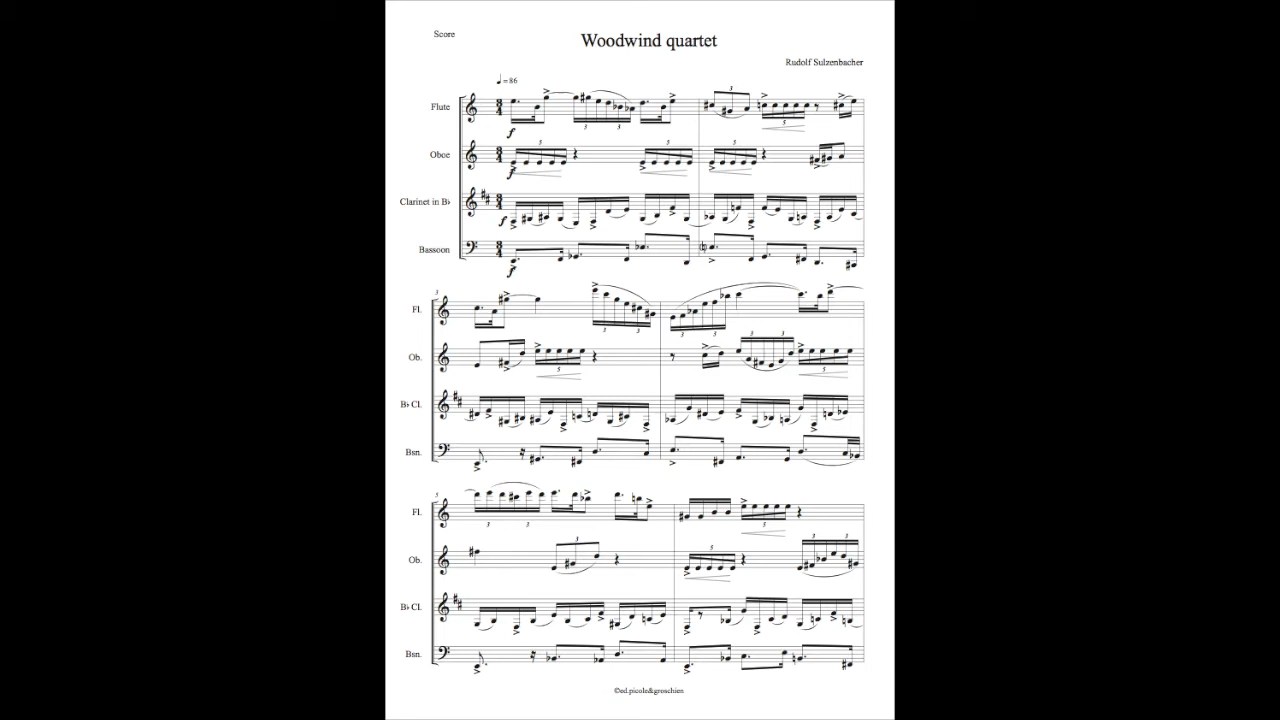 Score
Woodwind quartet
Rudolf Sulzenbacher
♩ = 86
Flute
Oboe
Clarinet in B♭
Bassoon
3
Fl.
Ob.
B♭ Cl.
Bsn.
5
Fl.
Ob.
B♭ Cl.
Bsn.
©ed.picole&groschien